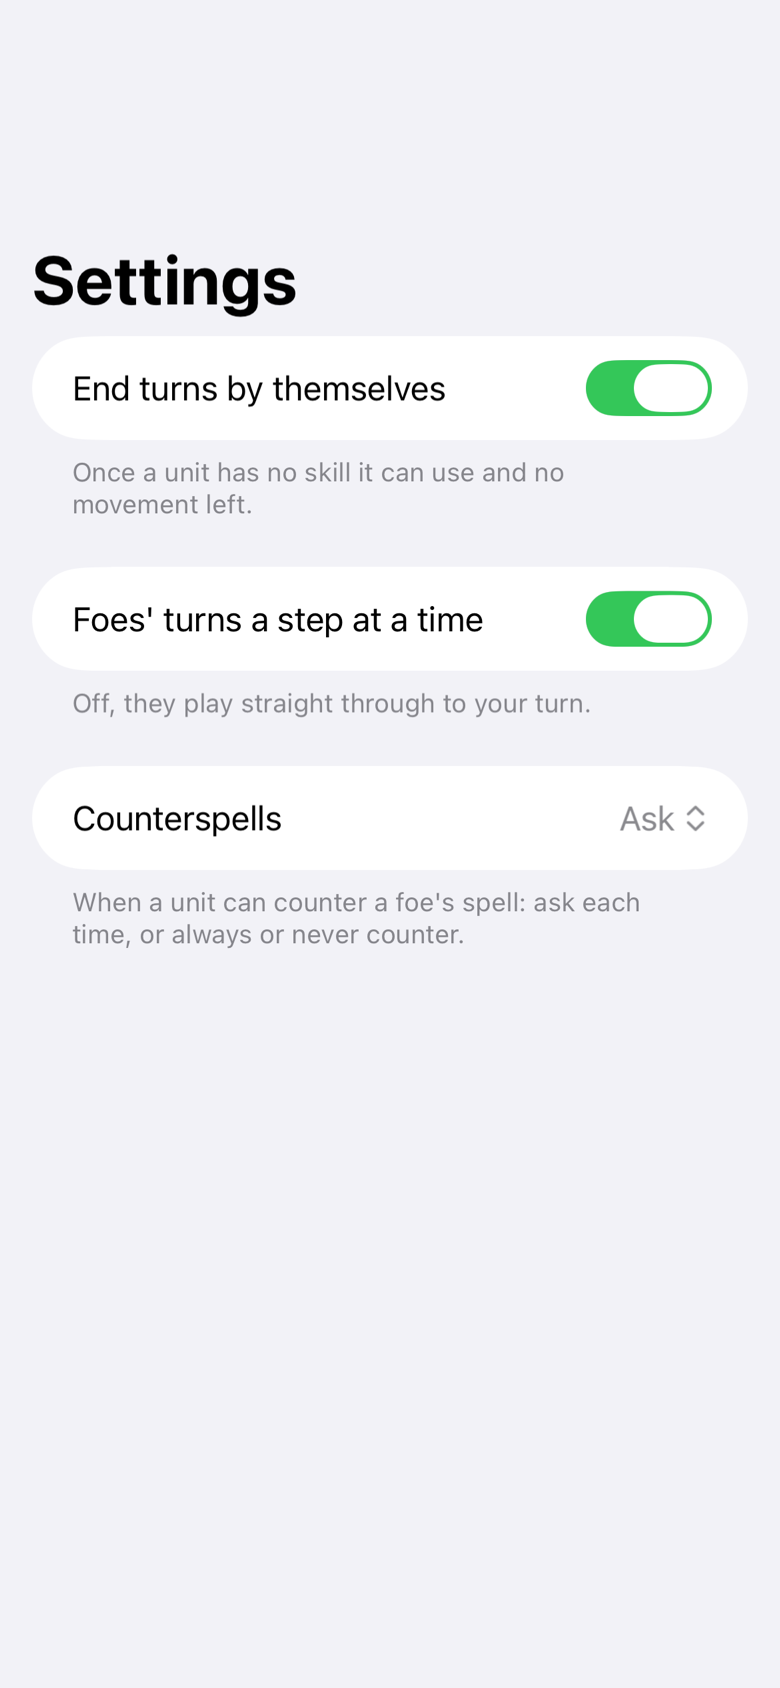 Settings
End turns by themselves
Once a unit has no skill it can use and no
movement left.
Foes' turns a step at a time
Off, they play straight through to your turn.
Counterspells
Ask
When a unit can counter a foe's spell: ask each
time, or always or never counter.